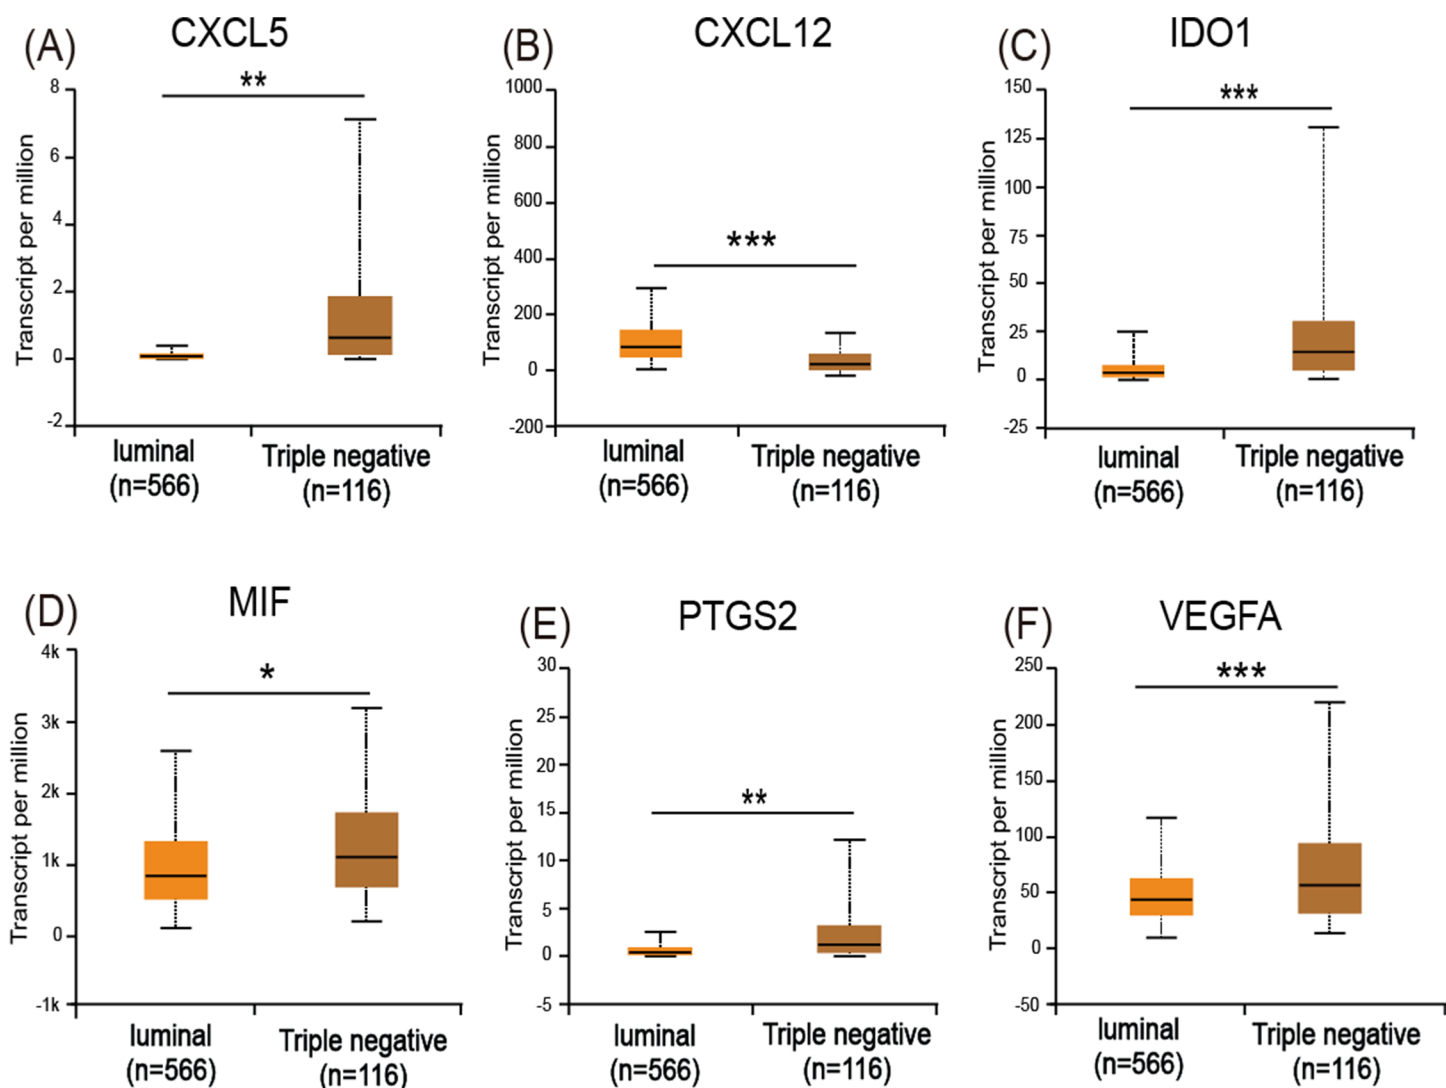 (A) CXCL5
**
8
6
4
2
0
-2
Transcript per million
luminal
(n=566)
Triple negative
(n=116)
(B) CXCL12
***
1000
800
600
400
200
0
-200
Transcript per million
luminal
(n=566)
Triple negative
(n=116)
(C) IDO1
***
150
125
100
75
50
25
0
-25
Transcript per million
luminal
(n=566)
Triple negative
(n=116)
(D) MIF
*
4k
3k
2k
1k
0
-1k
Transcript per million
luminal
(n=566)
Triple negative
(n=116)
(E) PTGS2
**
30
25
20
15
10
5
0
-5
Transcript per million
luminal
(n=566)
Triple negative
(n=116)
(F) VEGFA
***
250
200
150
100
50
0
-50
Transcript per million
luminal
(n=566)
Triple negative
(n=116)